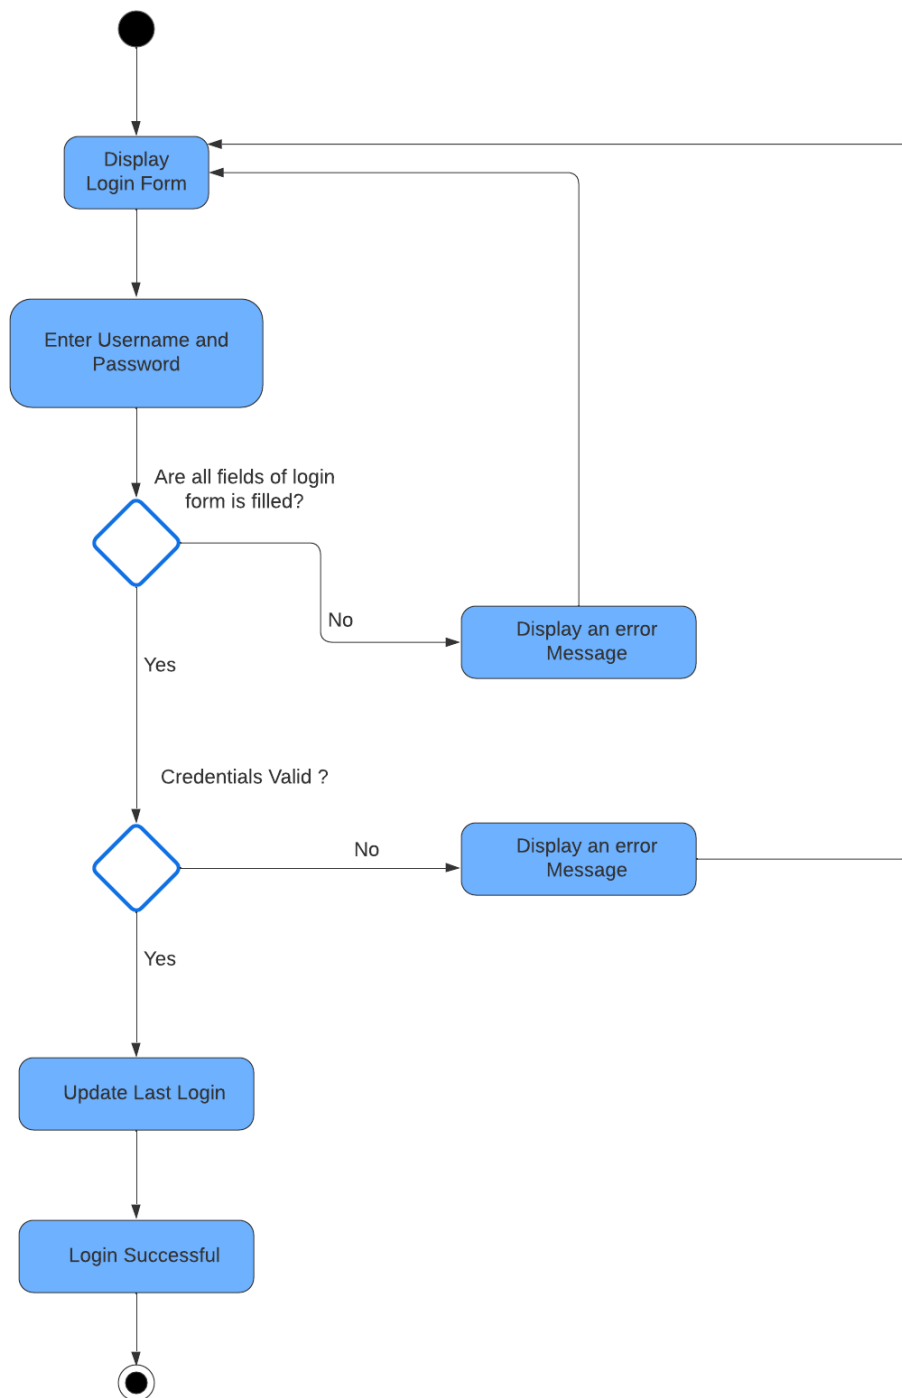 Display
Login Form
Enter Username and
Password
Are all fields of login
form is filled?
No
Display an error
Message
Yes
Credentials Valid ?
No
Display an error
Message
Yes
Update Last Login
Login Successful